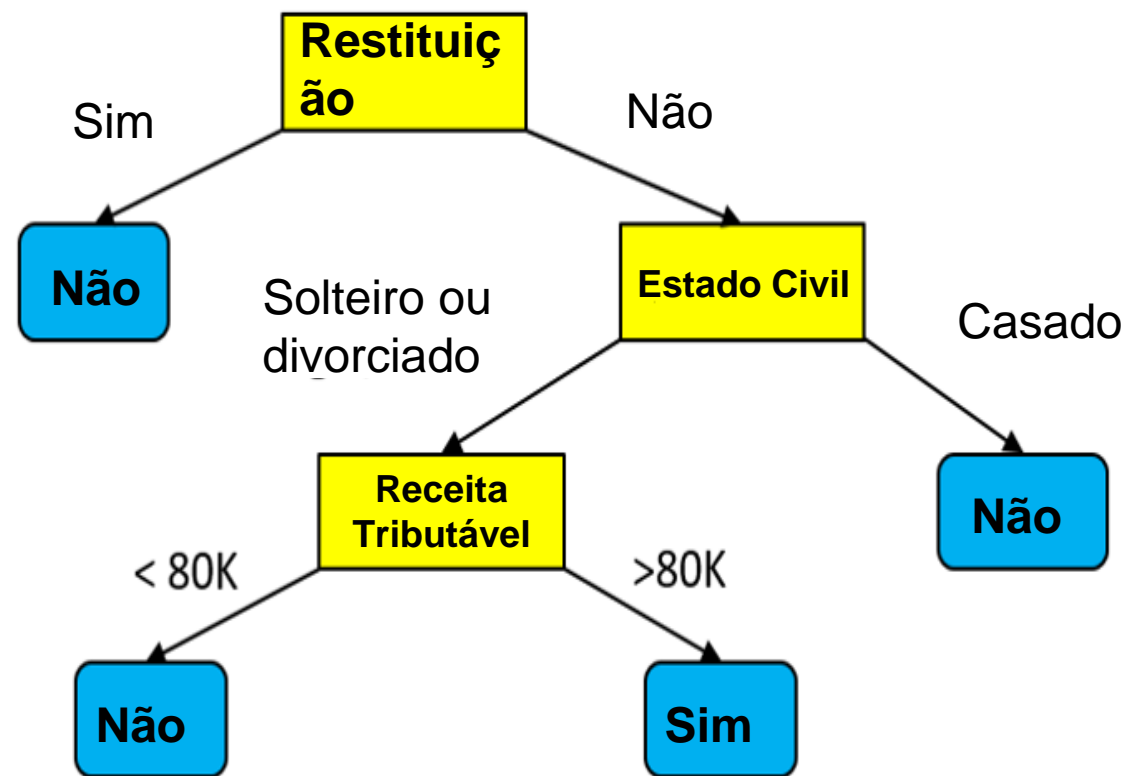 Restituiç
ão
Sim
Não
Não
Solteiro ou
divorciado
Estado Civil
Casado
Receita
Tributável
Não
< 80K
>80K
Não
Sim